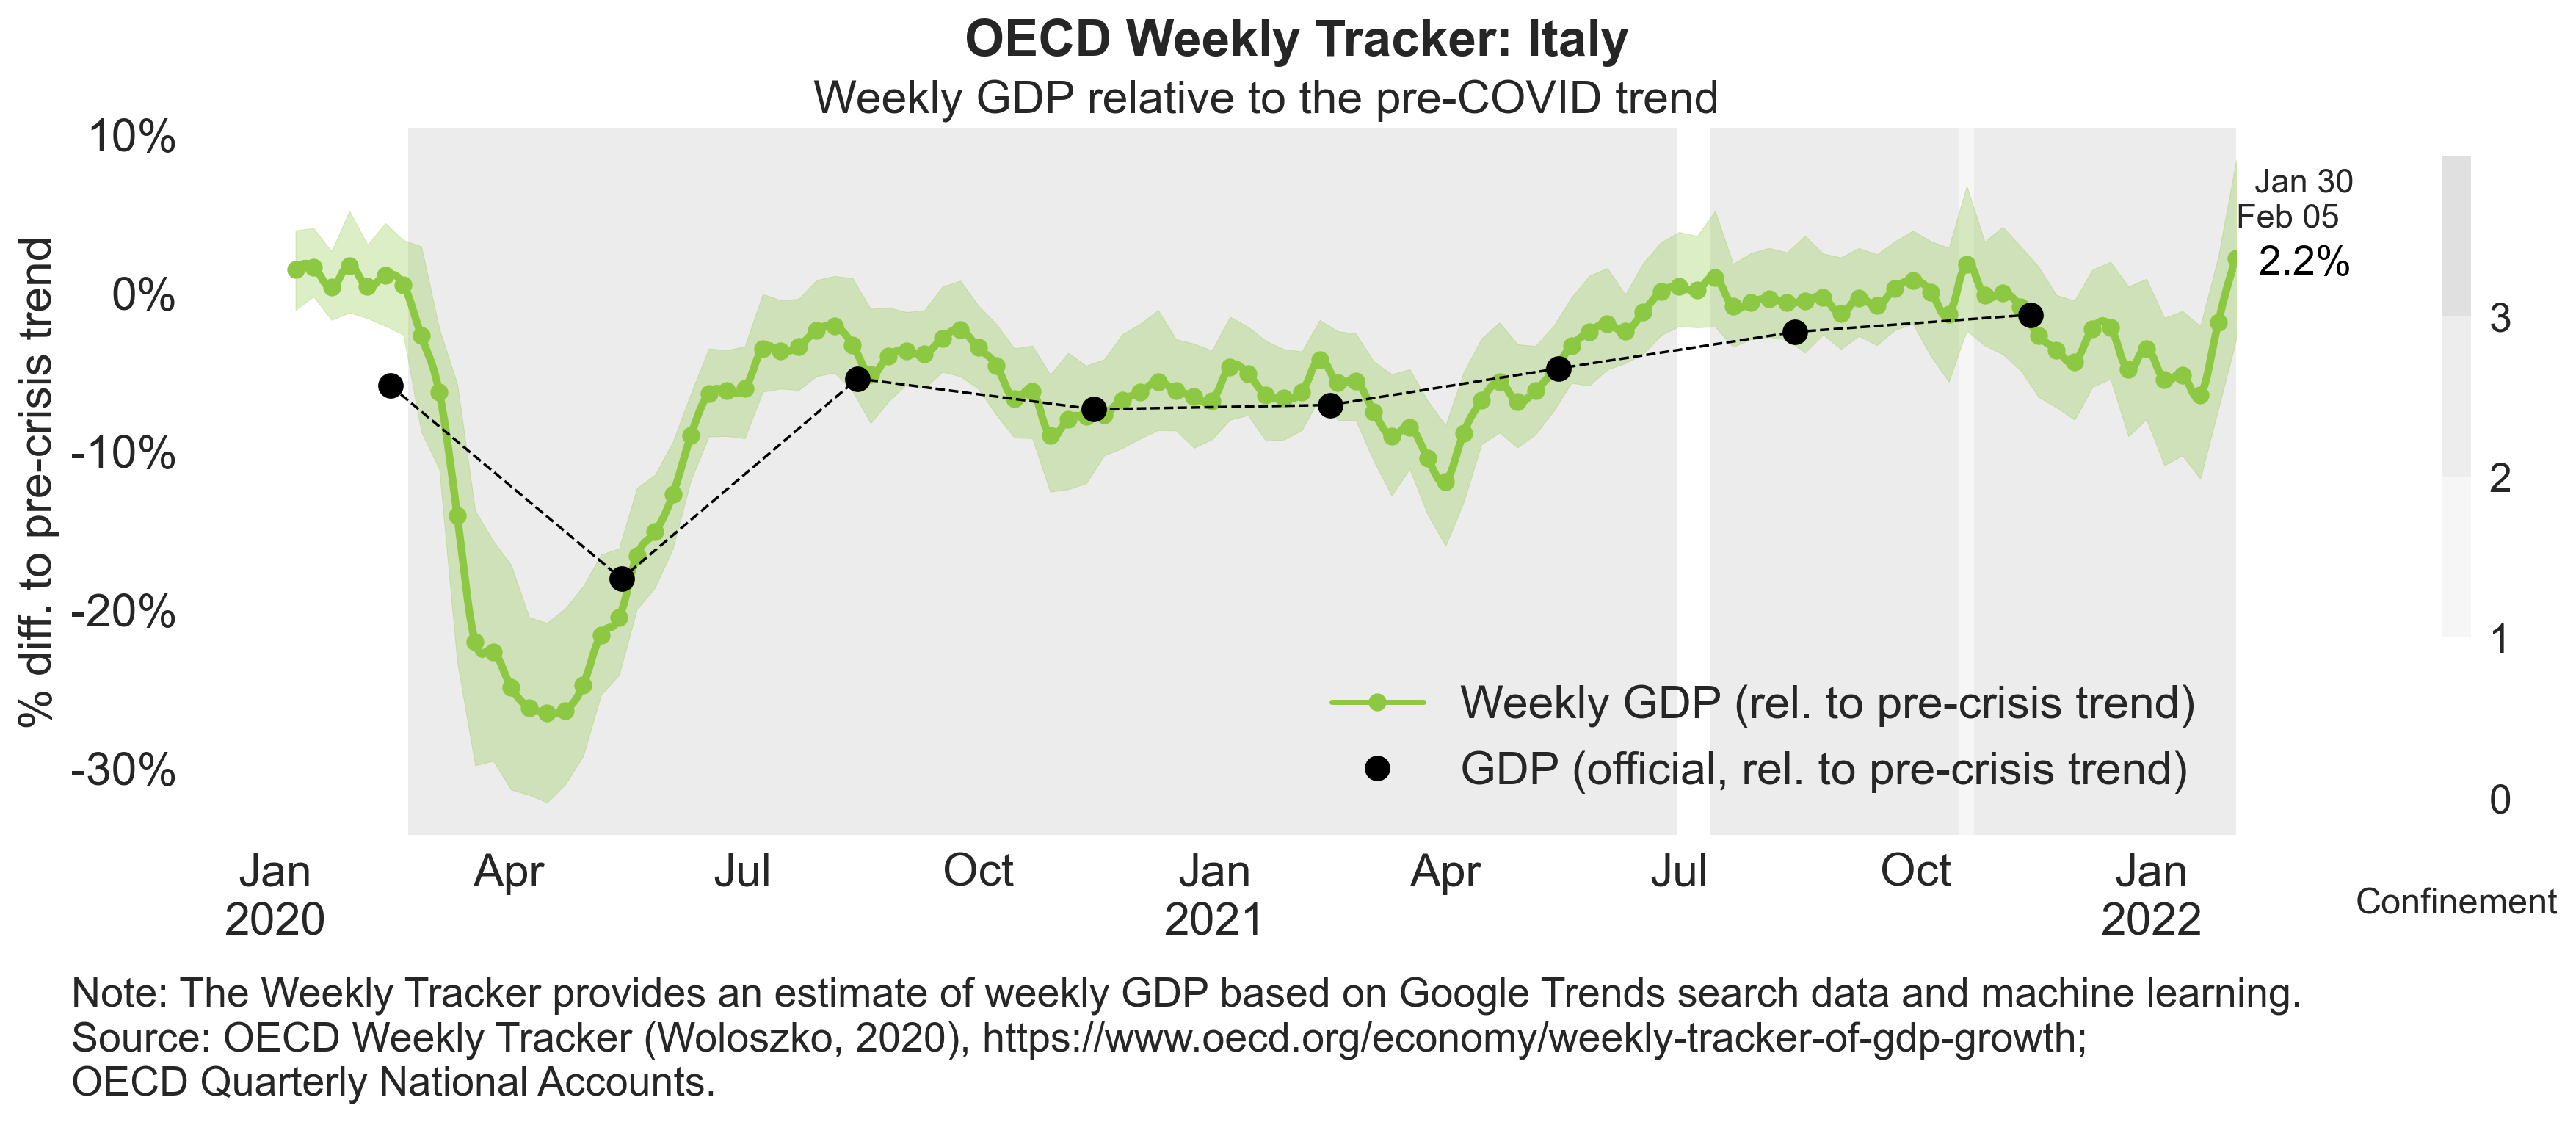 OECD Weekly Tracker: Italy
Weekly GDP relative to the pre-COVID trend
% diff. to pre-crisis trend
10%
0%
-10%
-20%
-30%
Jan 30
Feb 05
2.2%
3
2
1
0
Confinement
Weekly GDP (rel. to pre-crisis trend)
GDP (official, rel. to pre-crisis trend)
Jan Apr Jul Oct Jan Apr Jul Oct Jan
2020 2021 2022
Note: The Weekly Tracker provides an estimate of weekly GDP based on Google Trends search data and machine learning.
Source: OECD Weekly Tracker (Woloszko, 2020), https://www.oecd.org/economy/weekly-tracker-of-gdp-growth;
OECD Quarterly National Accounts.